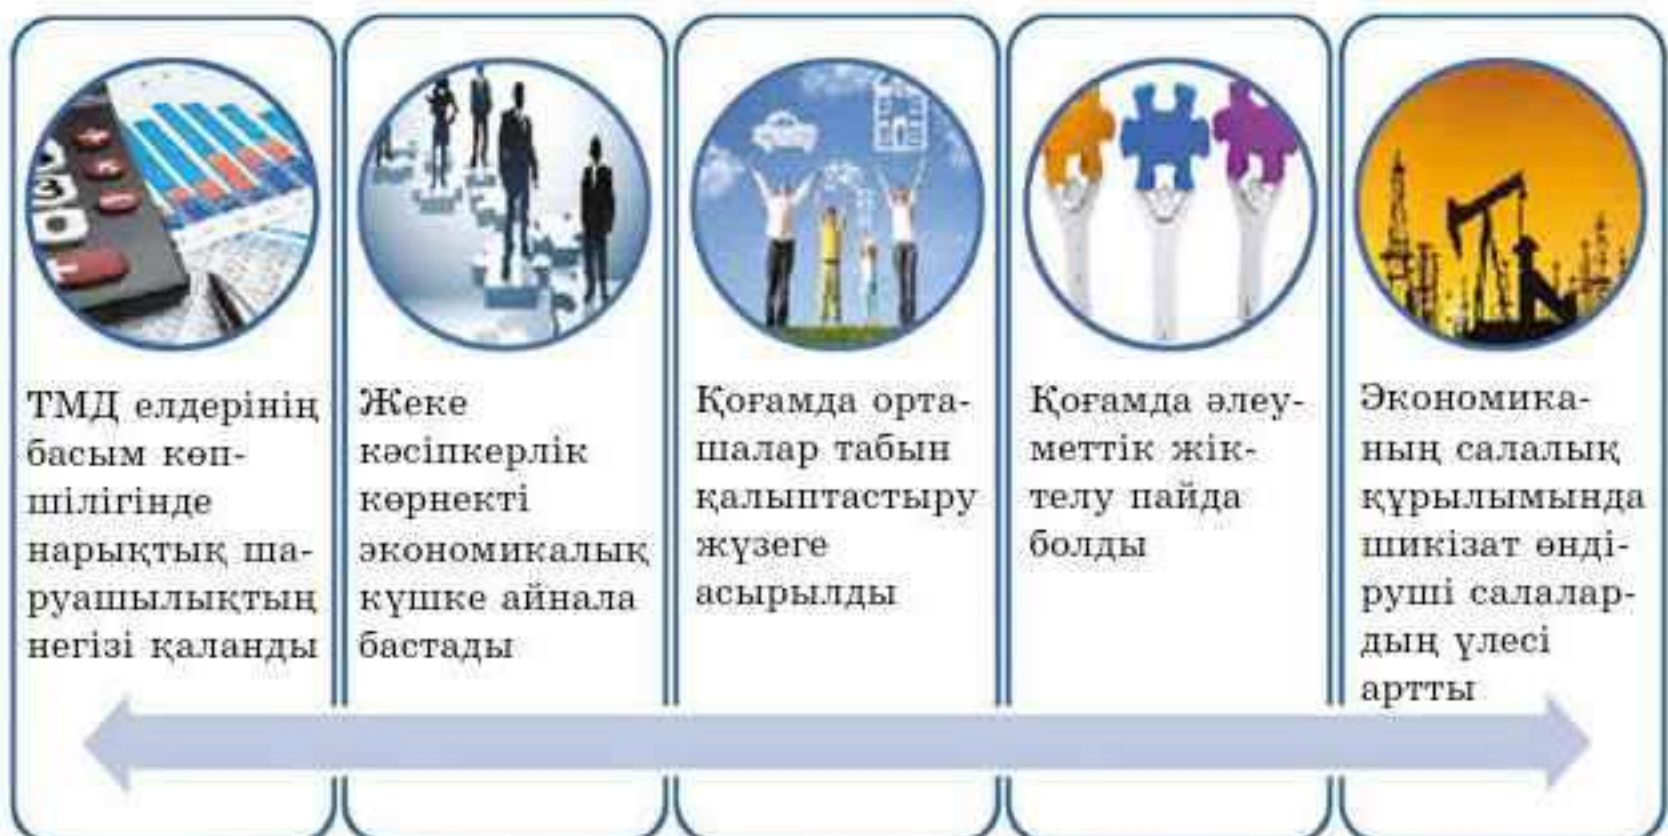 ТМД елдерінің
басым көп-
шілігінде
нарықтық ша-
руашылықтың
негізі қаланды
Жеке
кәсіпкерлік
көрнекті
экономикалық
күшке айнала
бастады
Қоғамда орта-
шалар табын
қалыптастыру
жүзеге
асырылды
Қоғамда әлеу-
меттік жік-
телу пайда
болды
Экономика-
ның салалық
құрылымында
шикізат өнді-
руші салалар-
дың үлесі
артты